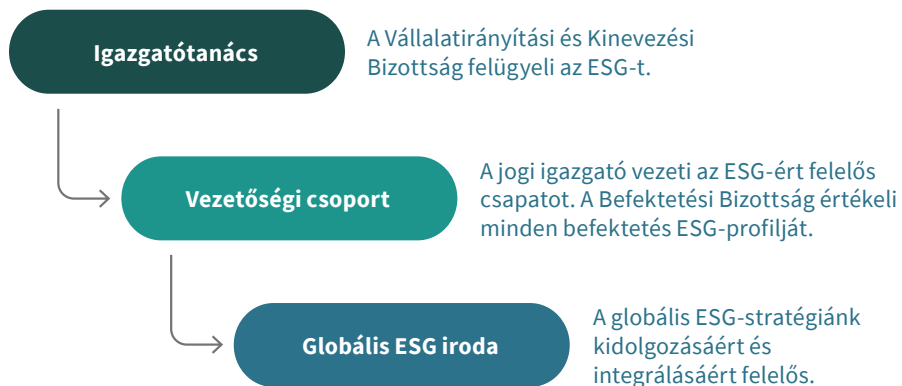 Igazgatótanács
A Vállalatirányítási és Kinevezési
Bizottság felügyeli az ESG-t.
Vezetőségi csoport
A jogi igazgató vezeti az ESG-ért felelős
csapatot. A Befektetési Bizottság értékeli
minden befektetés ESG-profilját.
Globális ESG iroda
A globális ESG-stratégiánk
kidolgozásáért és
integrálásáért felelős.